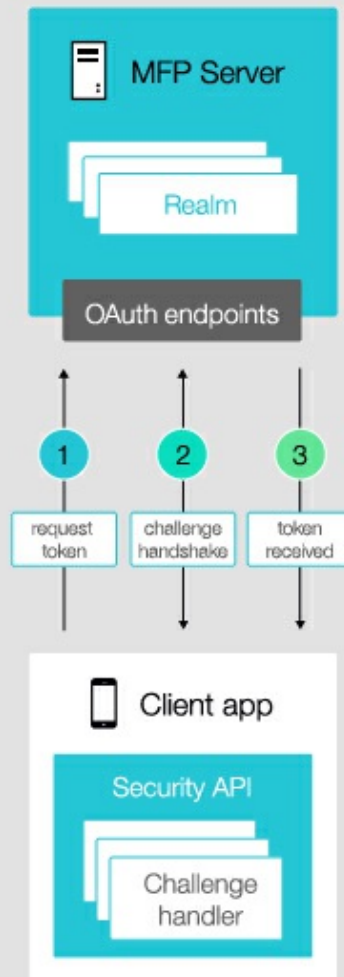 MFP Server
Realm
OAuth endpoints
1
2
3
request
token
challenge
handshake
token
received
Client app
Security API
Challenge
handler